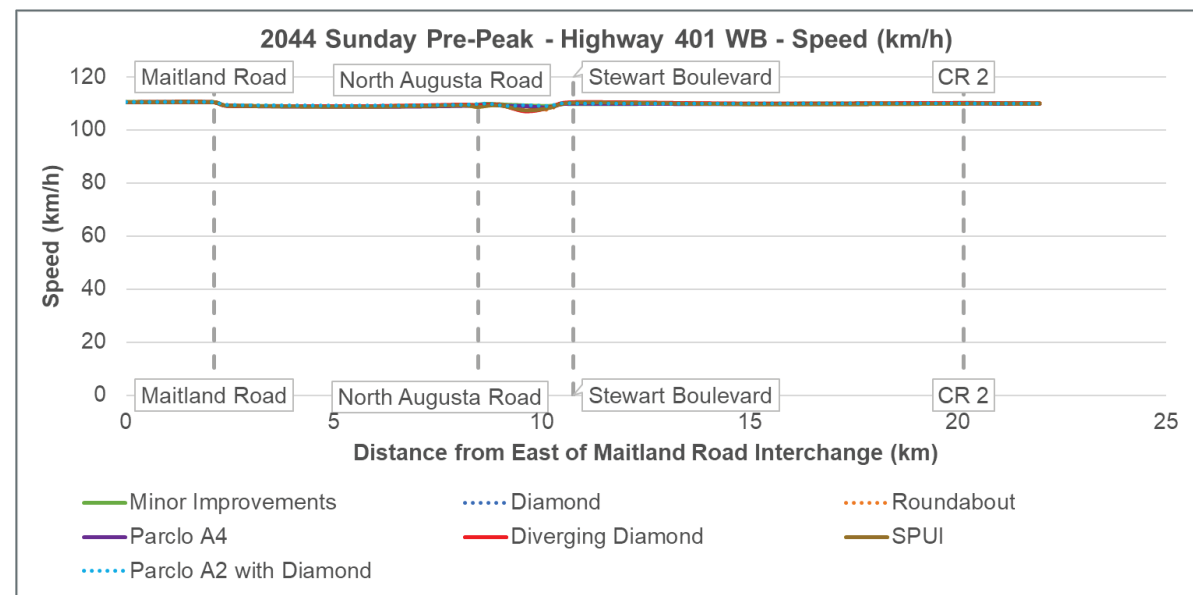 2044 Sunday Pre-Peak - Highway 401 WB - Speed (km/h)
Maitland Road
North Augusta Road
Stewart Boulevard
CR 2
120
100
80
60
40
20
0
Speed (km/h)
Maitland Road
North Augusta Road
Stewart Boulevard
CR 2
0
5
10
15
20
25
Distance from East of Maitland Road Interchange (km)
Minor Improvements
Diamond
Roundabout
Parclo A4
Diverging Diamond
SPUI
Parclo A2 with Diamond